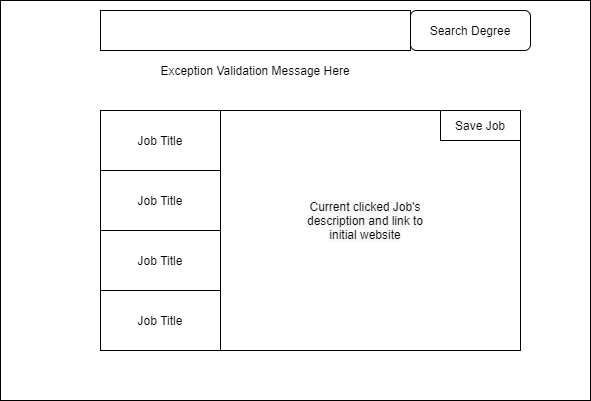 Search Degree
Exception Validation Message Here
Save Job
Job Title
Current clicked Job's
description and link to
initial website
Job Title
Job Title
Job Title